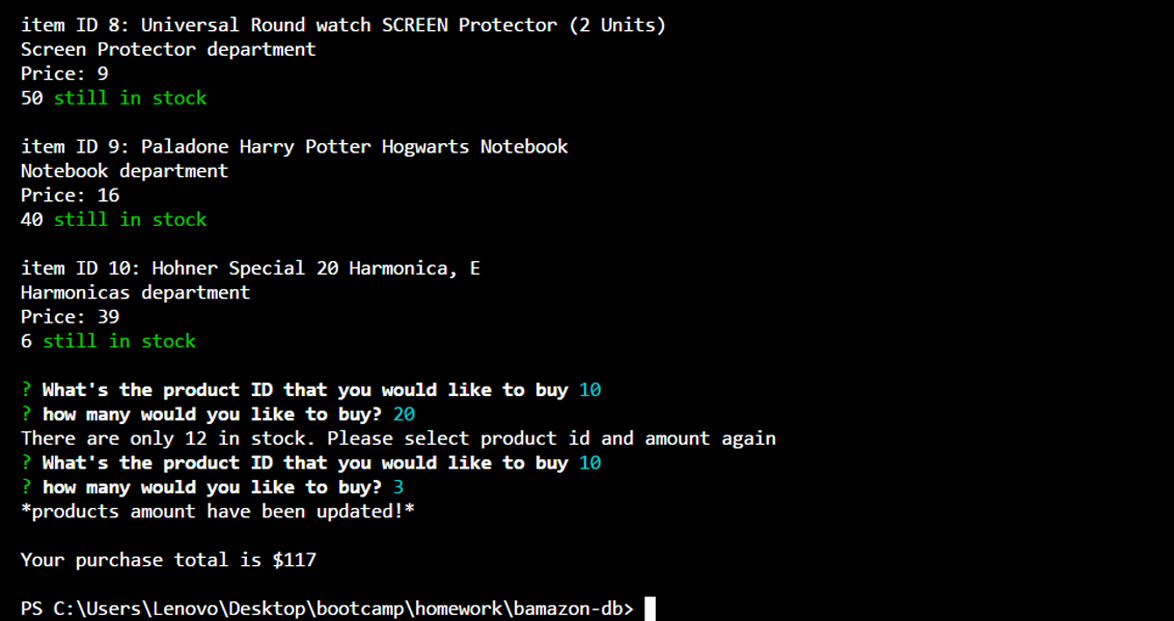 item ID 8: Universal Round watch SCREEN Protector (2 Units)
Screen Protector department
Price: 9
50 still in stock
item ID 9: Paladone Harry Potter Hogwarts Notebook
Notebook department
Price: 16
40 still in stock
item ID 10: Hohner Special 20 Harmonica, E
Harmonicas department
Price: 39
6 still in stock
? What's the product ID that you would like to buy 10
? how many would you like to buy? 20
There are only 12 in stock. Please select product id and amount again
? What's the product ID that you would like to buy 10
? how many would you like to buy? 3
*products amount have been updated!*
Your purchase total is $117
PS C:\Users\Lenovo\Desktop\bootcamp\homework\bamazon-db>